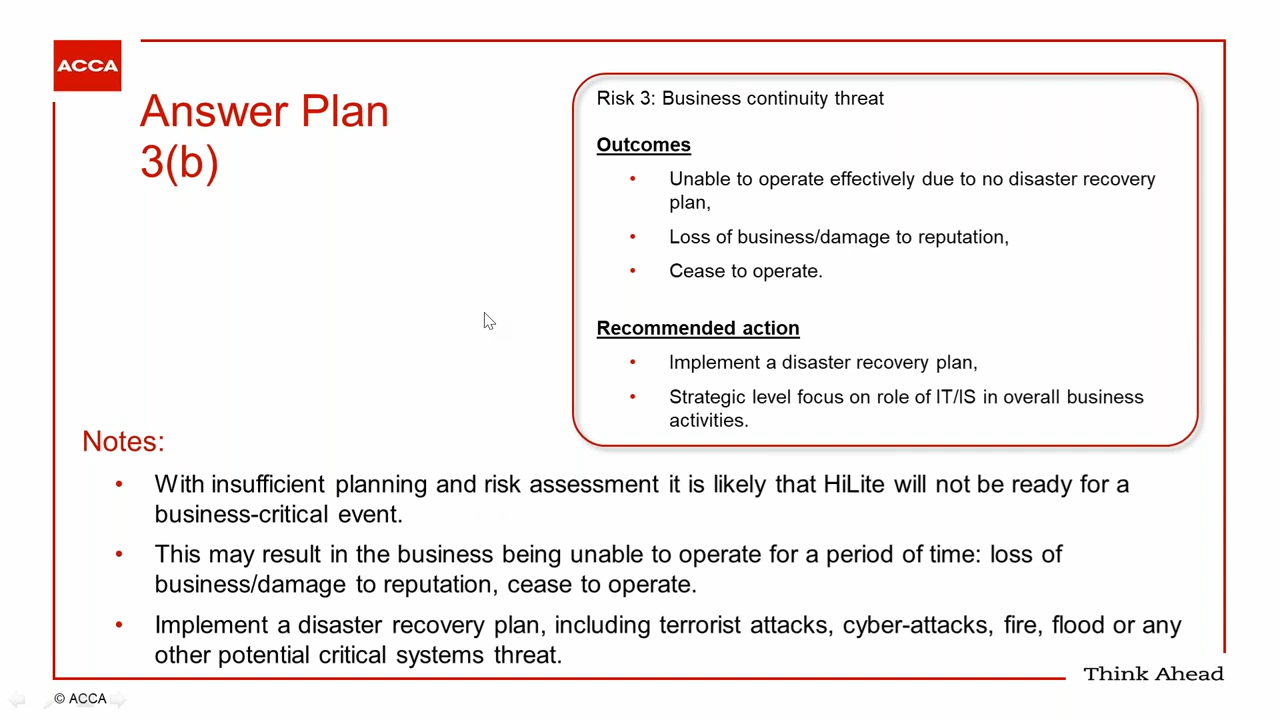 ACCA
Answer Plan
3(b)
Risk 3: Business continuity threat
Outcomes
• Unable to operate effectively due to no disaster recovery
plan,
• Loss of business/damage to reputation,
• Cease to operate.
Recommended action
• Implement a disaster recovery plan,
• Strategic level focus on role of IT/IS in overall business
activities.
Notes:
• With insufficient planning and risk assessment it is likely that HiLite will not be ready for a
business-critical event.
• This may result in the business being unable to operate for a period of time: loss of
business/damage to reputation, cease to operate.
• Implement a disaster recovery plan, including terrorist attacks, cyber-attacks, fire, flood or any
other potential critical systems threat.
Think Ahead
© ACCA